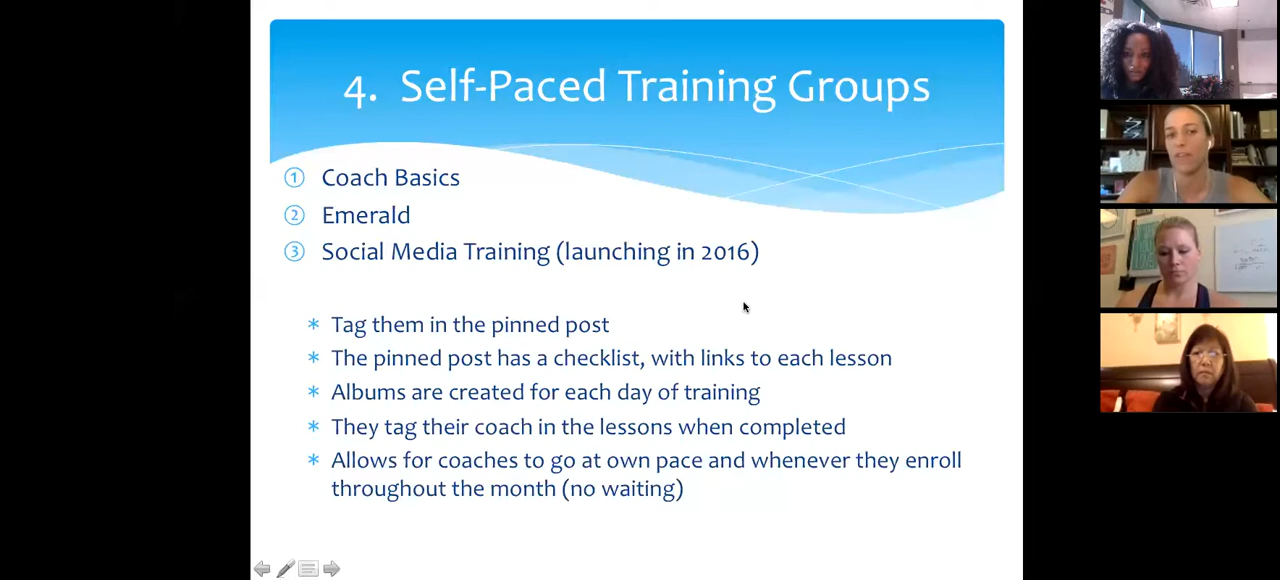 4. Self-Paced Training Groups
① Coach Basics
② Emerald
③ Social Media Training (launching in 2016)
* Tag them in the pinned post
* The pinned post has a checklist, with links to each lesson
* Albums are created for each day of training
* They tag their coach in the lessons when completed
* Allows for coaches to go at own pace and whenever they enroll
throughout the month (no waiting)